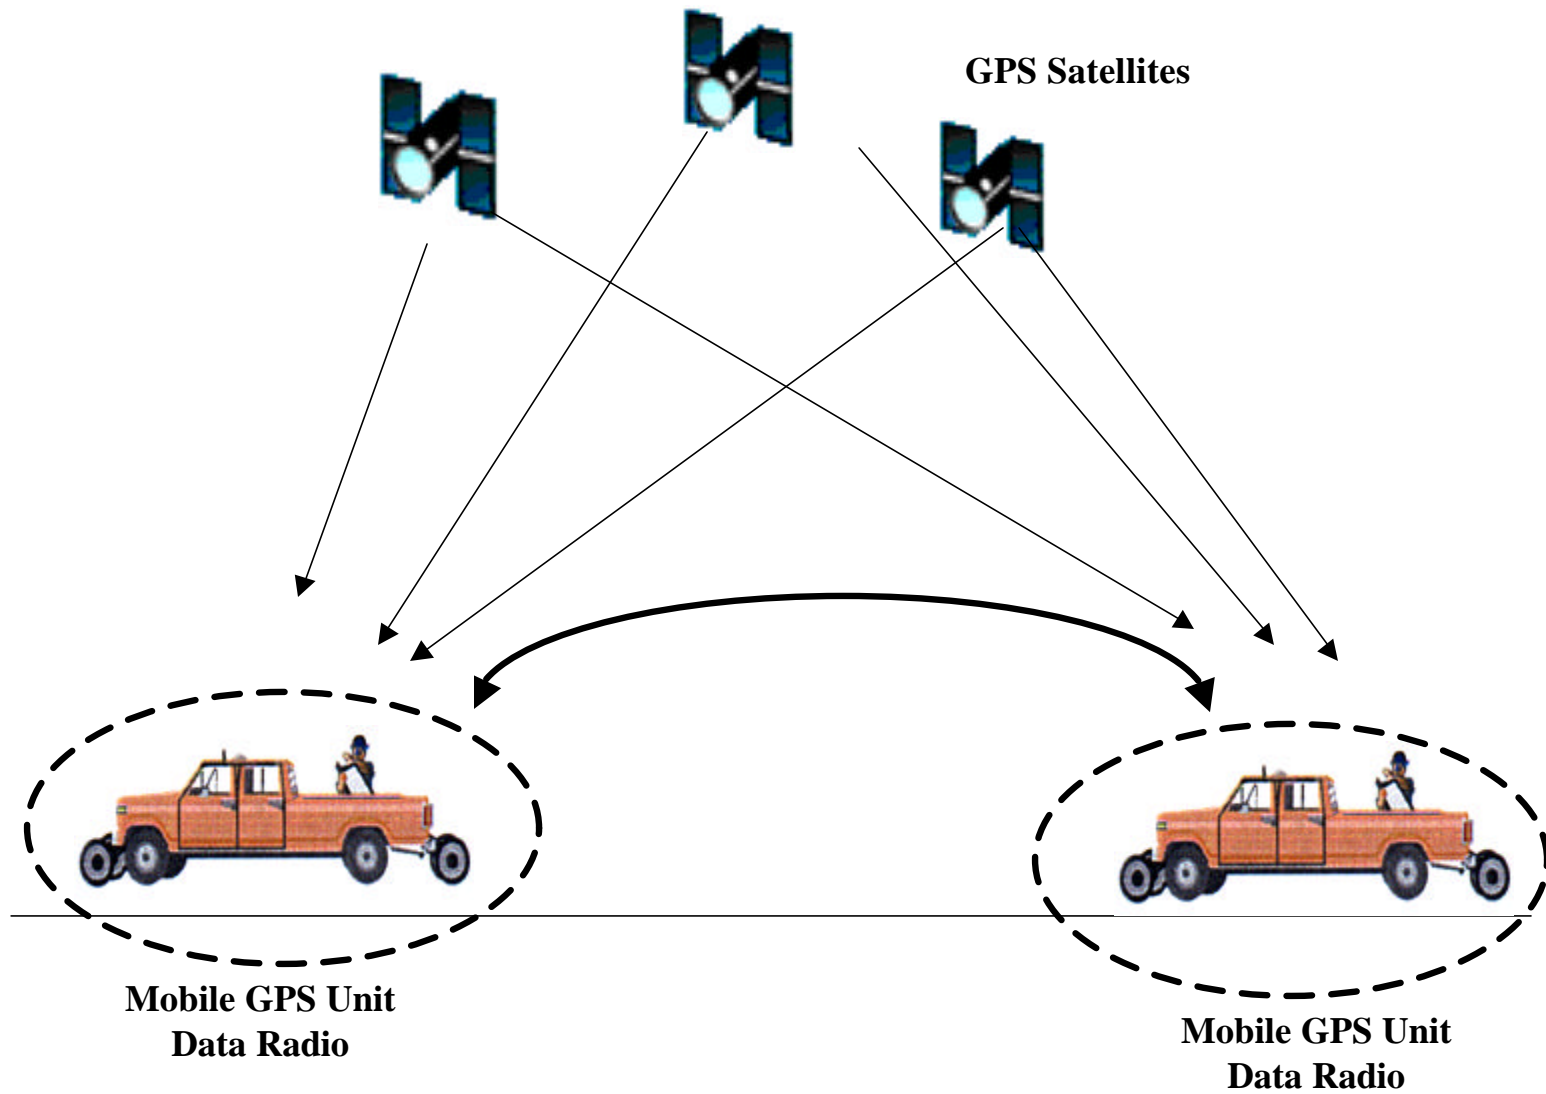 GPS Satellites
Mobile GPS Unit
Data Radio
Mobile GPS Unit
Data Radio